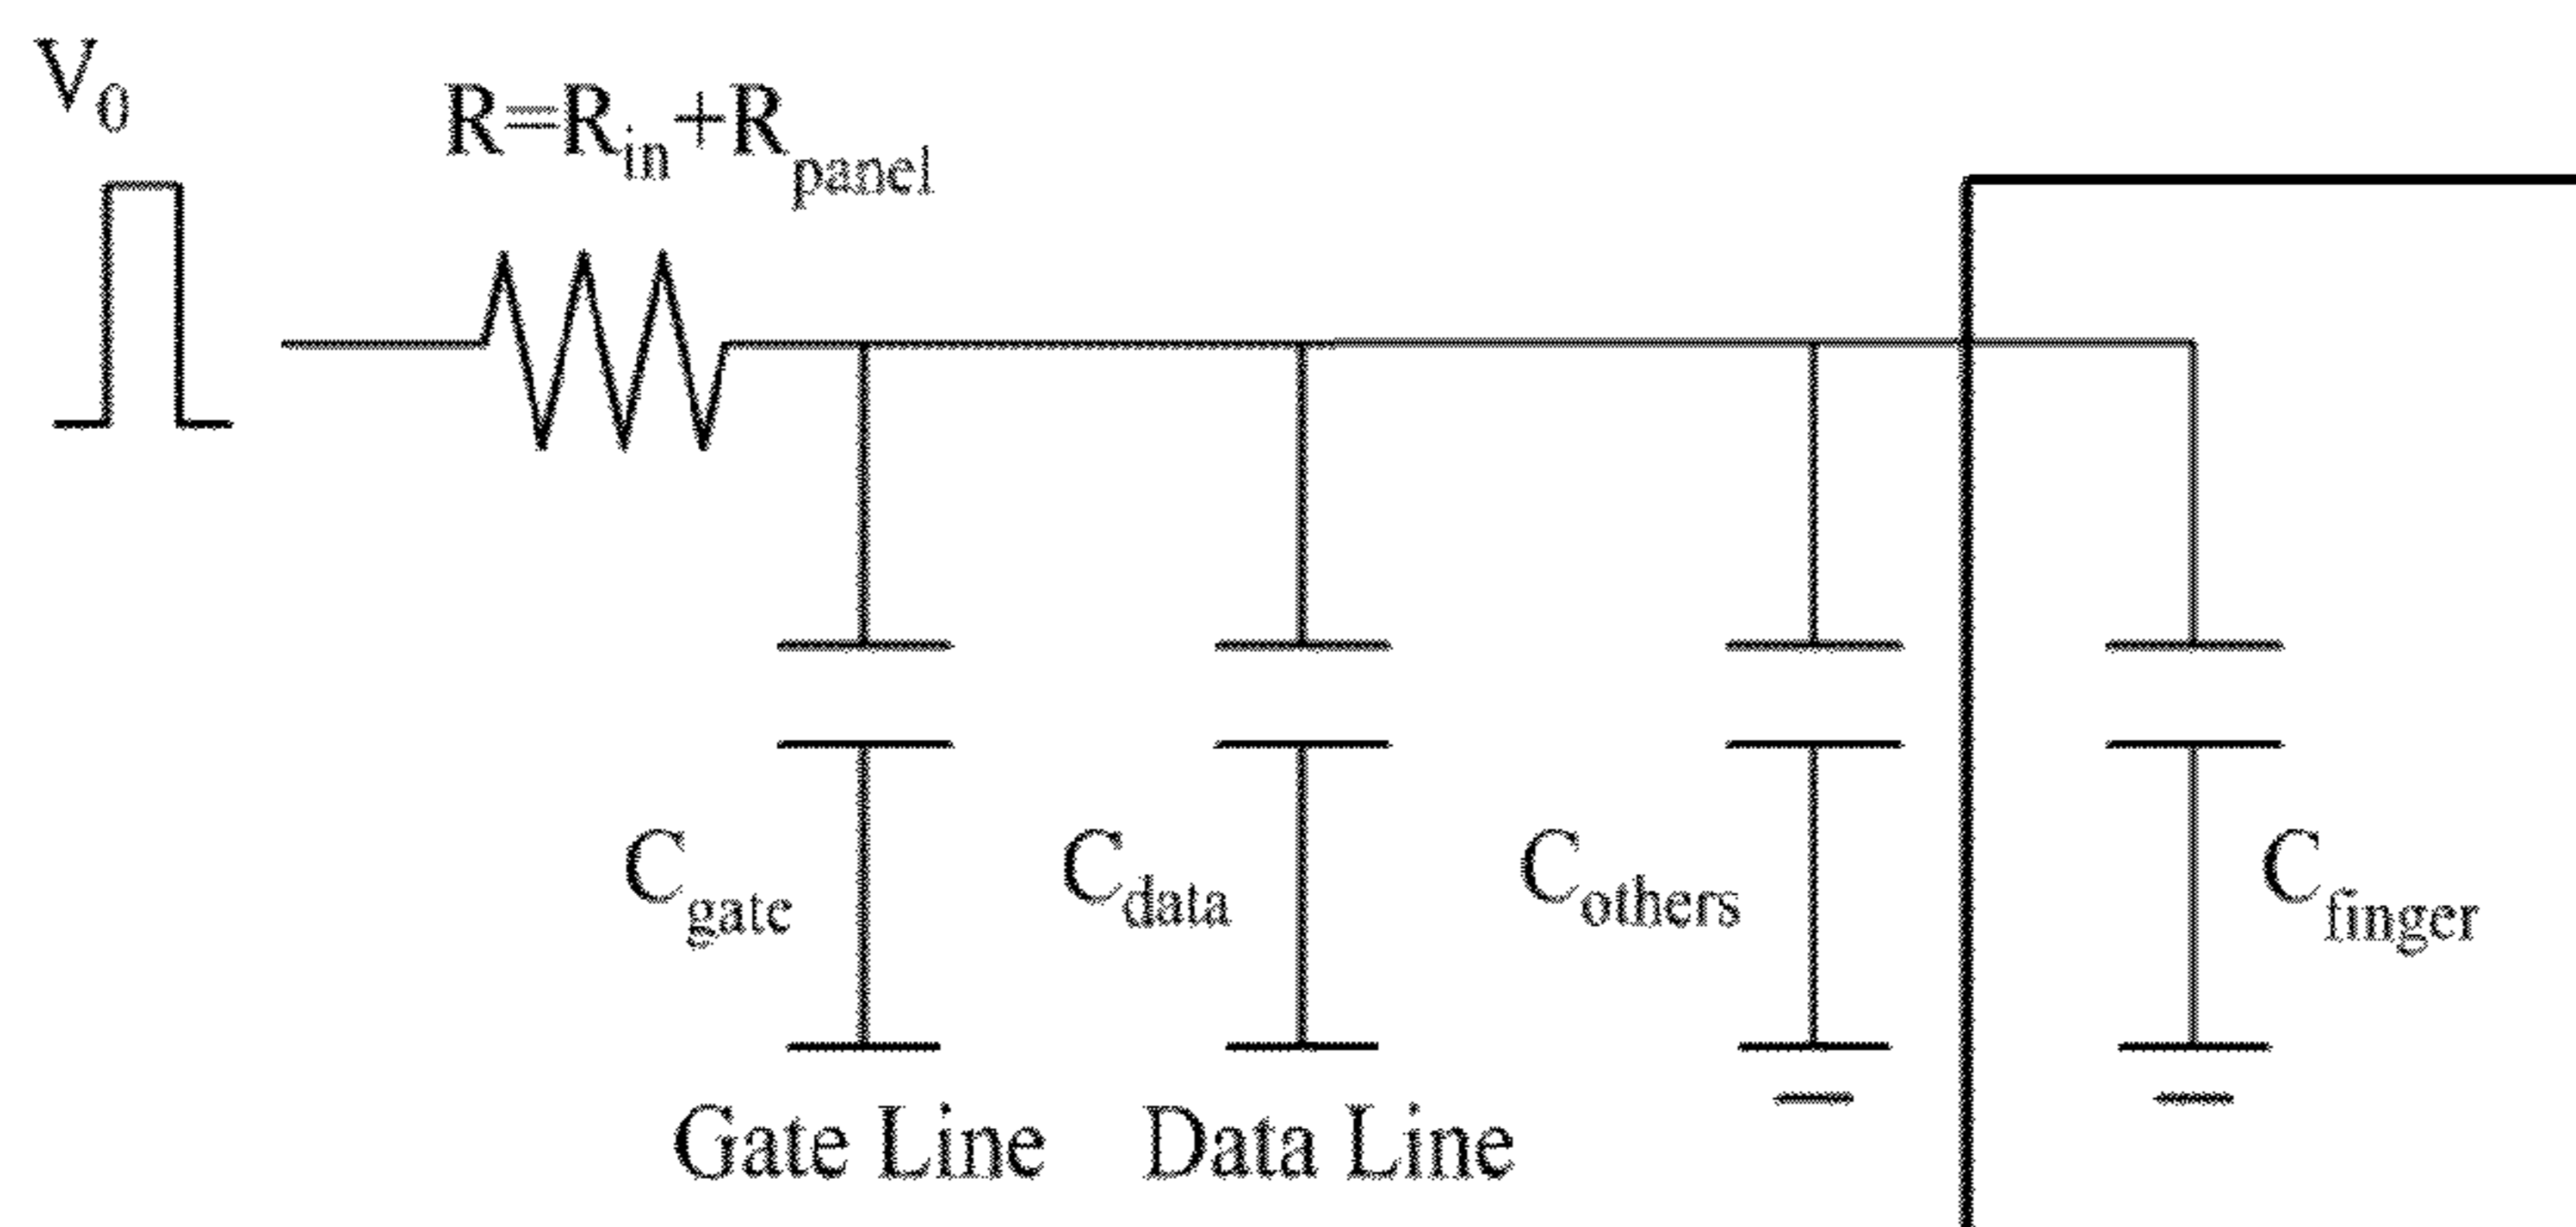 V0
R=Rin+Rpanel
Cgate
Cdata
Cothers
Cfinger
Gate Line
Data Line